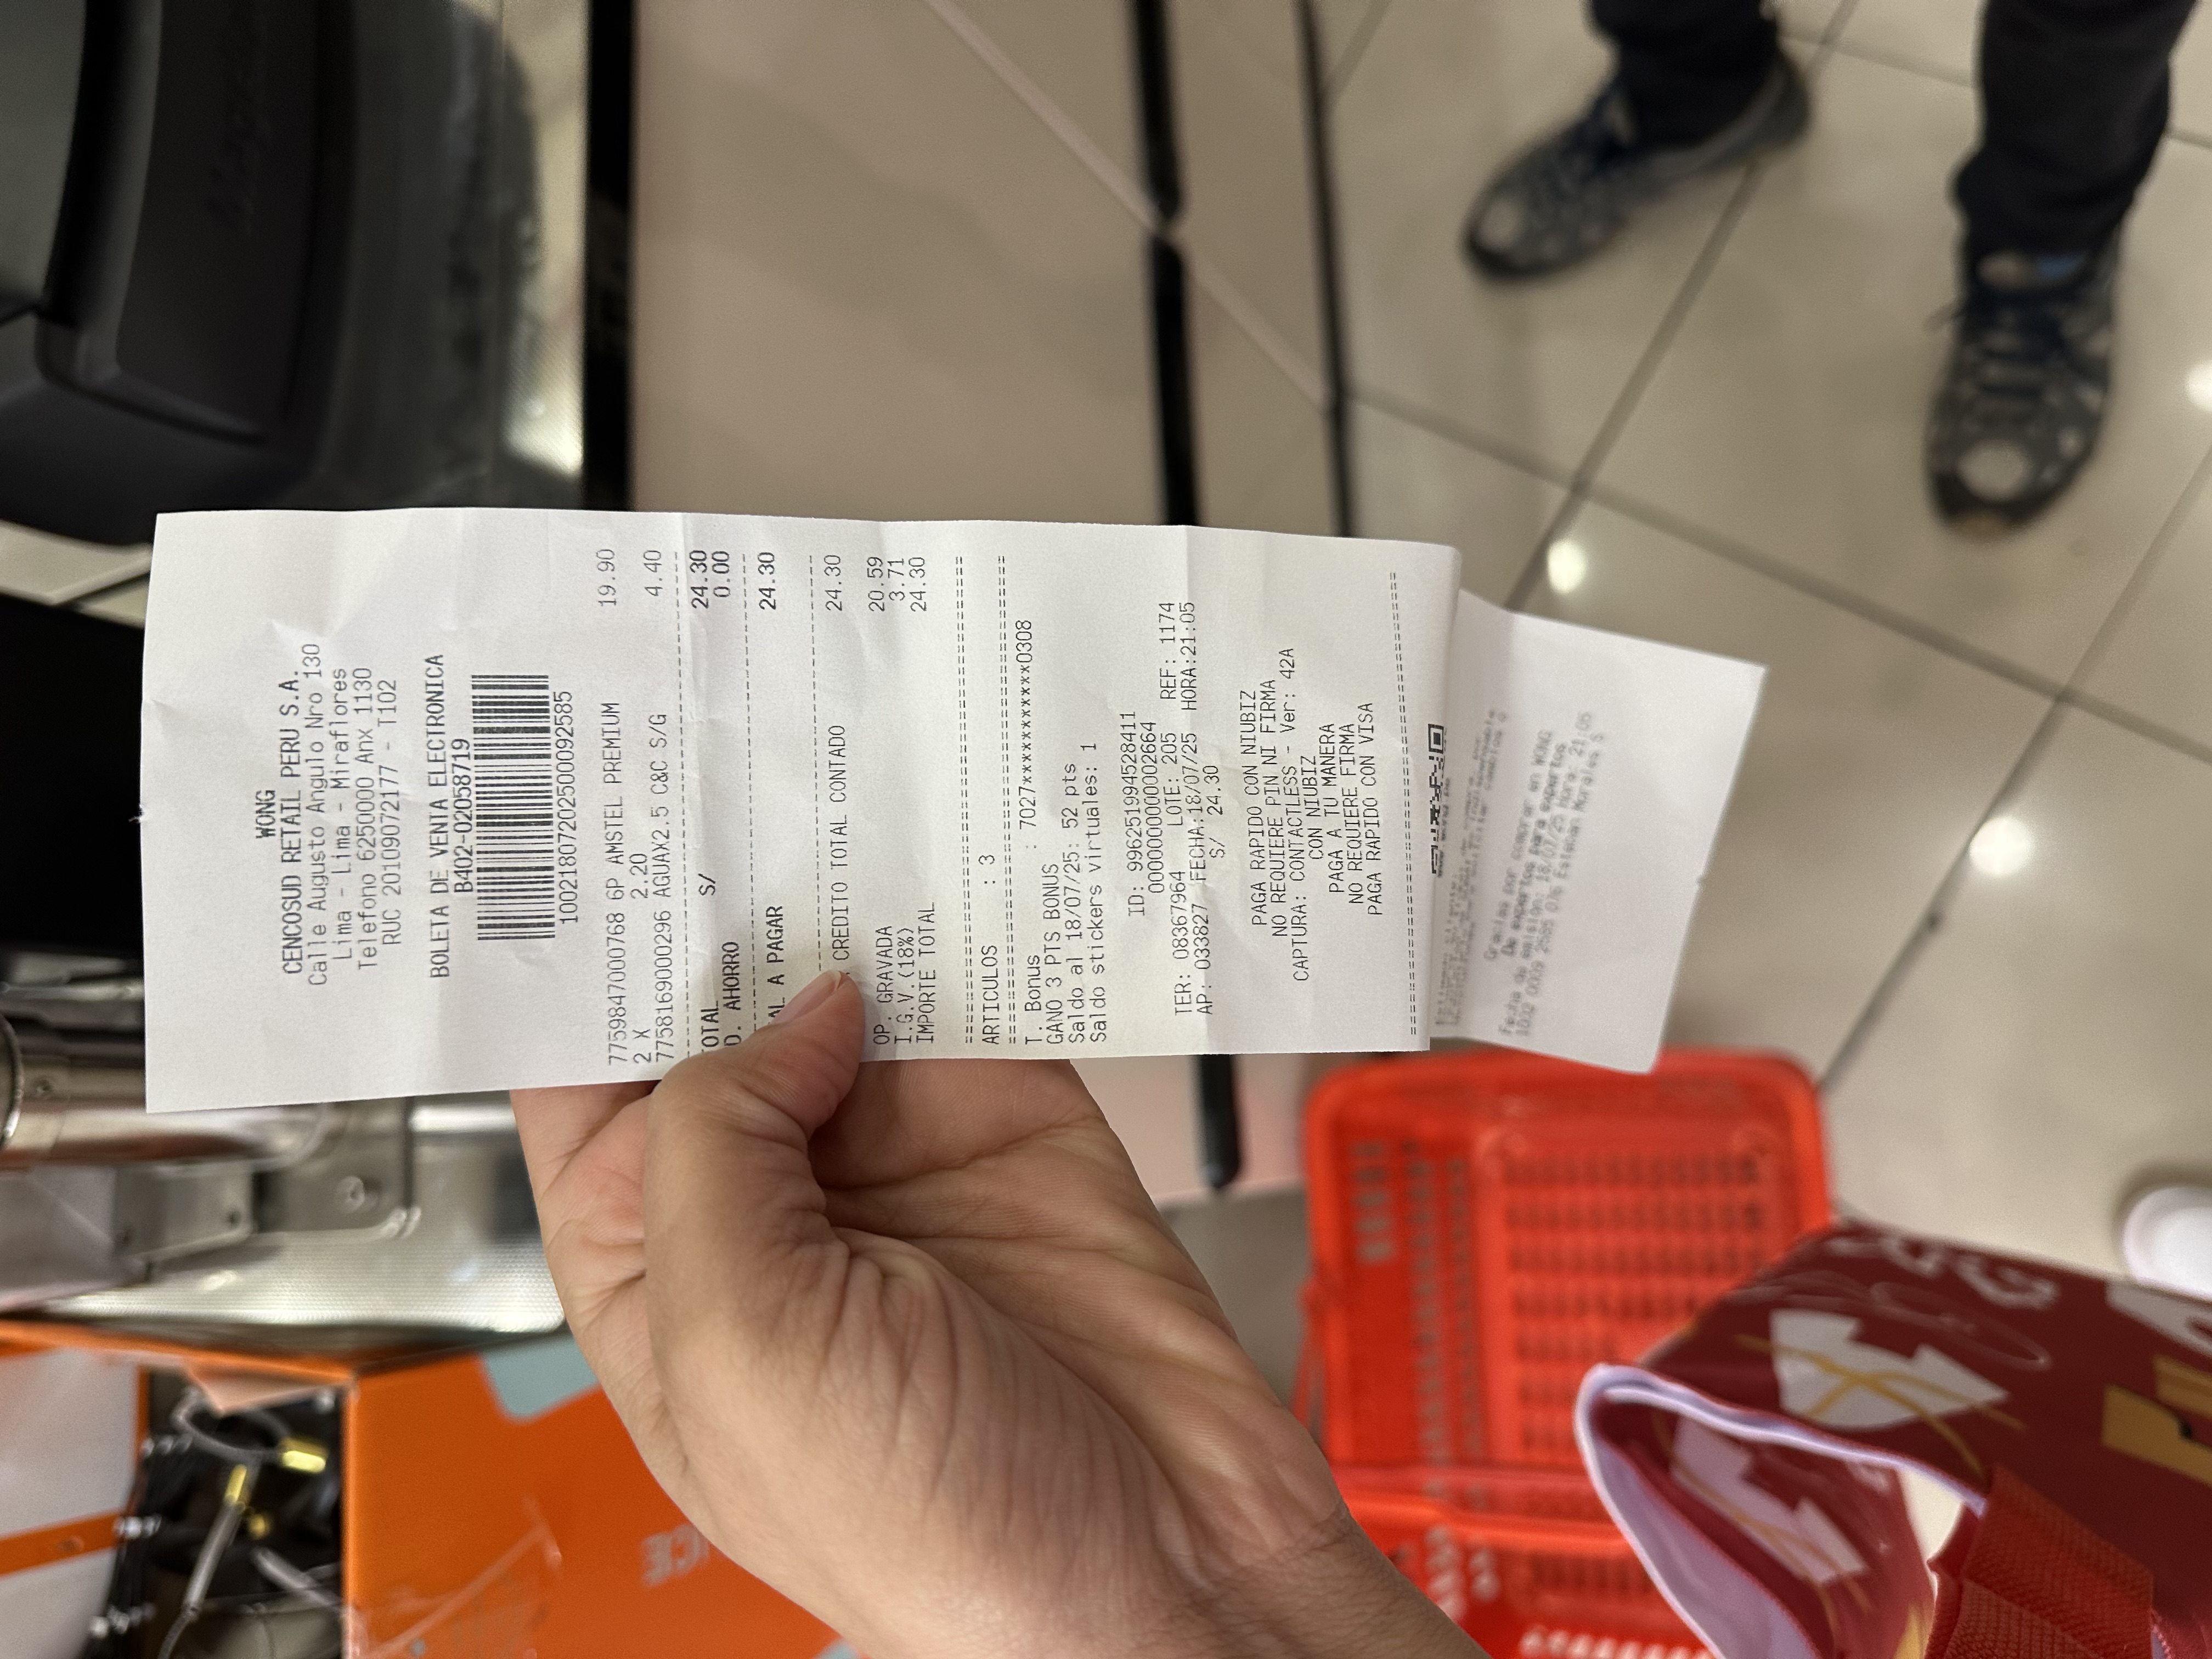 WONG
CENCOSUD RETAIL PERU S.A.
Calle Augusto Angulo Nro 130
Lima - Lima - Miraflores
Telefono 6250000 Anx 1130
RUC 20109072177 - T102
BOLETA DE VENTA ELECTRONICA
B402-02058719
10021807202500092585
7759847000768 6P AMSTEL PREMIUM 19.90
2 X 2.20
7758169000296 AGUAX2.5 C&C S/G 4.40
OTAL S/ 24.30
D. AHORRO 0.00
AL A PAGAR 24.30
CREDITO TOTAL CONTADO 24.30
OP. GRAVADA 20.59
I.G.V.(18%) 3.71
IMPORTE TOTAL 24.30
ARTICULOS : 3
T. Bonus : 7027***********0308
GANO 3 PTS BONUS
Saldo al 18/07/25: 52 pts
Saldo stickers virtuales: 1
ID: 996251994528411
0000000000002664
TER: 08367964 LOTE: 205 REF: 1174
AP: 033827 FECHA:18/07/25 HORA:21:05
S/ 24.30
PAGA RAPIDO CON NIUBIZ
NO REQUIERE PIN NI FIRMA
CAPTURA: CONTACTLESS - Ver: 42A
CON NIUBIZ
PAGA A TU MANERA
NO REQUIERE FIRMA
PAGA RAPIDO CON VISA
Gracias por comprar en WONG
De expertos para expertos
Fecha de emision: 18/07/25 Hora: 21:05
1002 0009 2585 076 Esteban Morales S